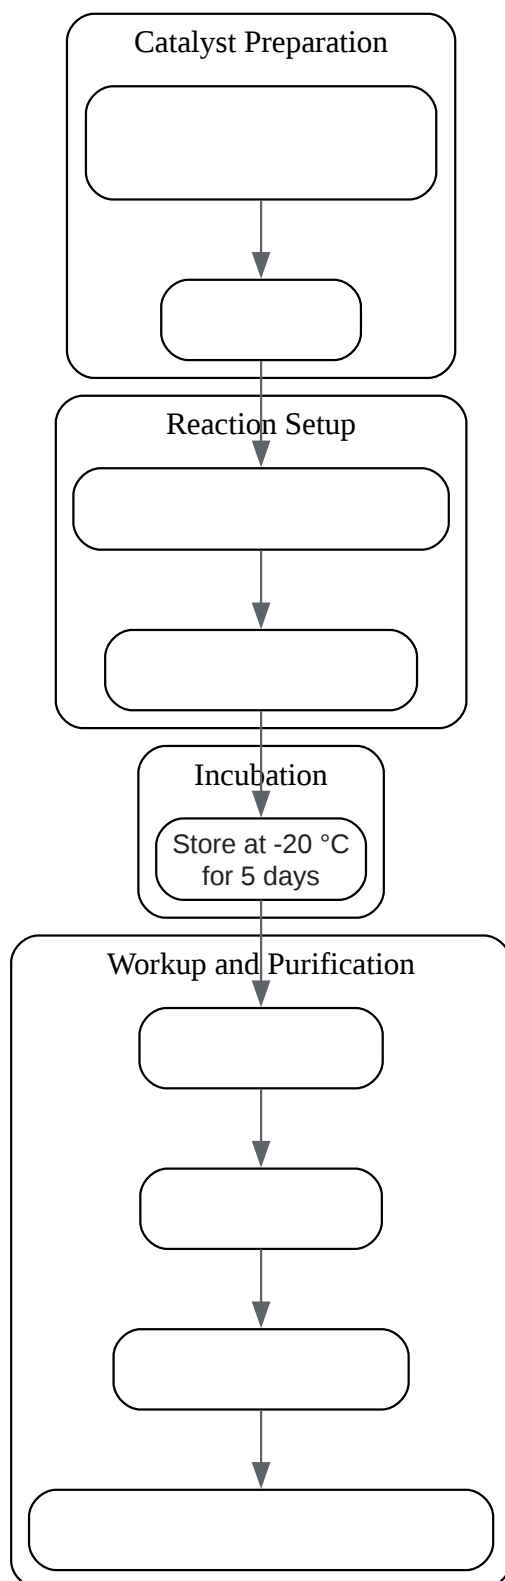 Catalyst Preparation
Reaction Setup
Incubation
Store at -20 °C
for 5 days
Workup and Purification